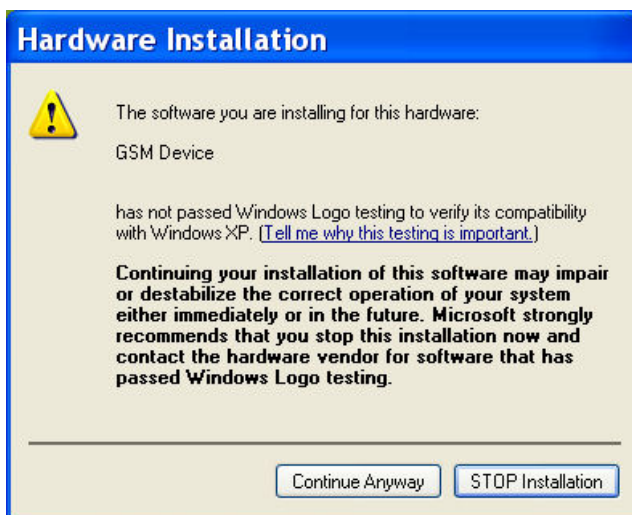 Hardware Installation
The software you are installing for this hardware:
GSM Device
has not passed Windows Logo testing to verify its compatibility
with Windows XP. (Tell me why this testing is important.)
Continuing your installation of this software may impair
or destabilize the correct operation of your system
either immediately or in the future. Microsoft strongly
recommends that you stop this installation now and
contact the hardware vendor for software that has
passed Windows Logo testing.
Continue Anyway STOP Installation